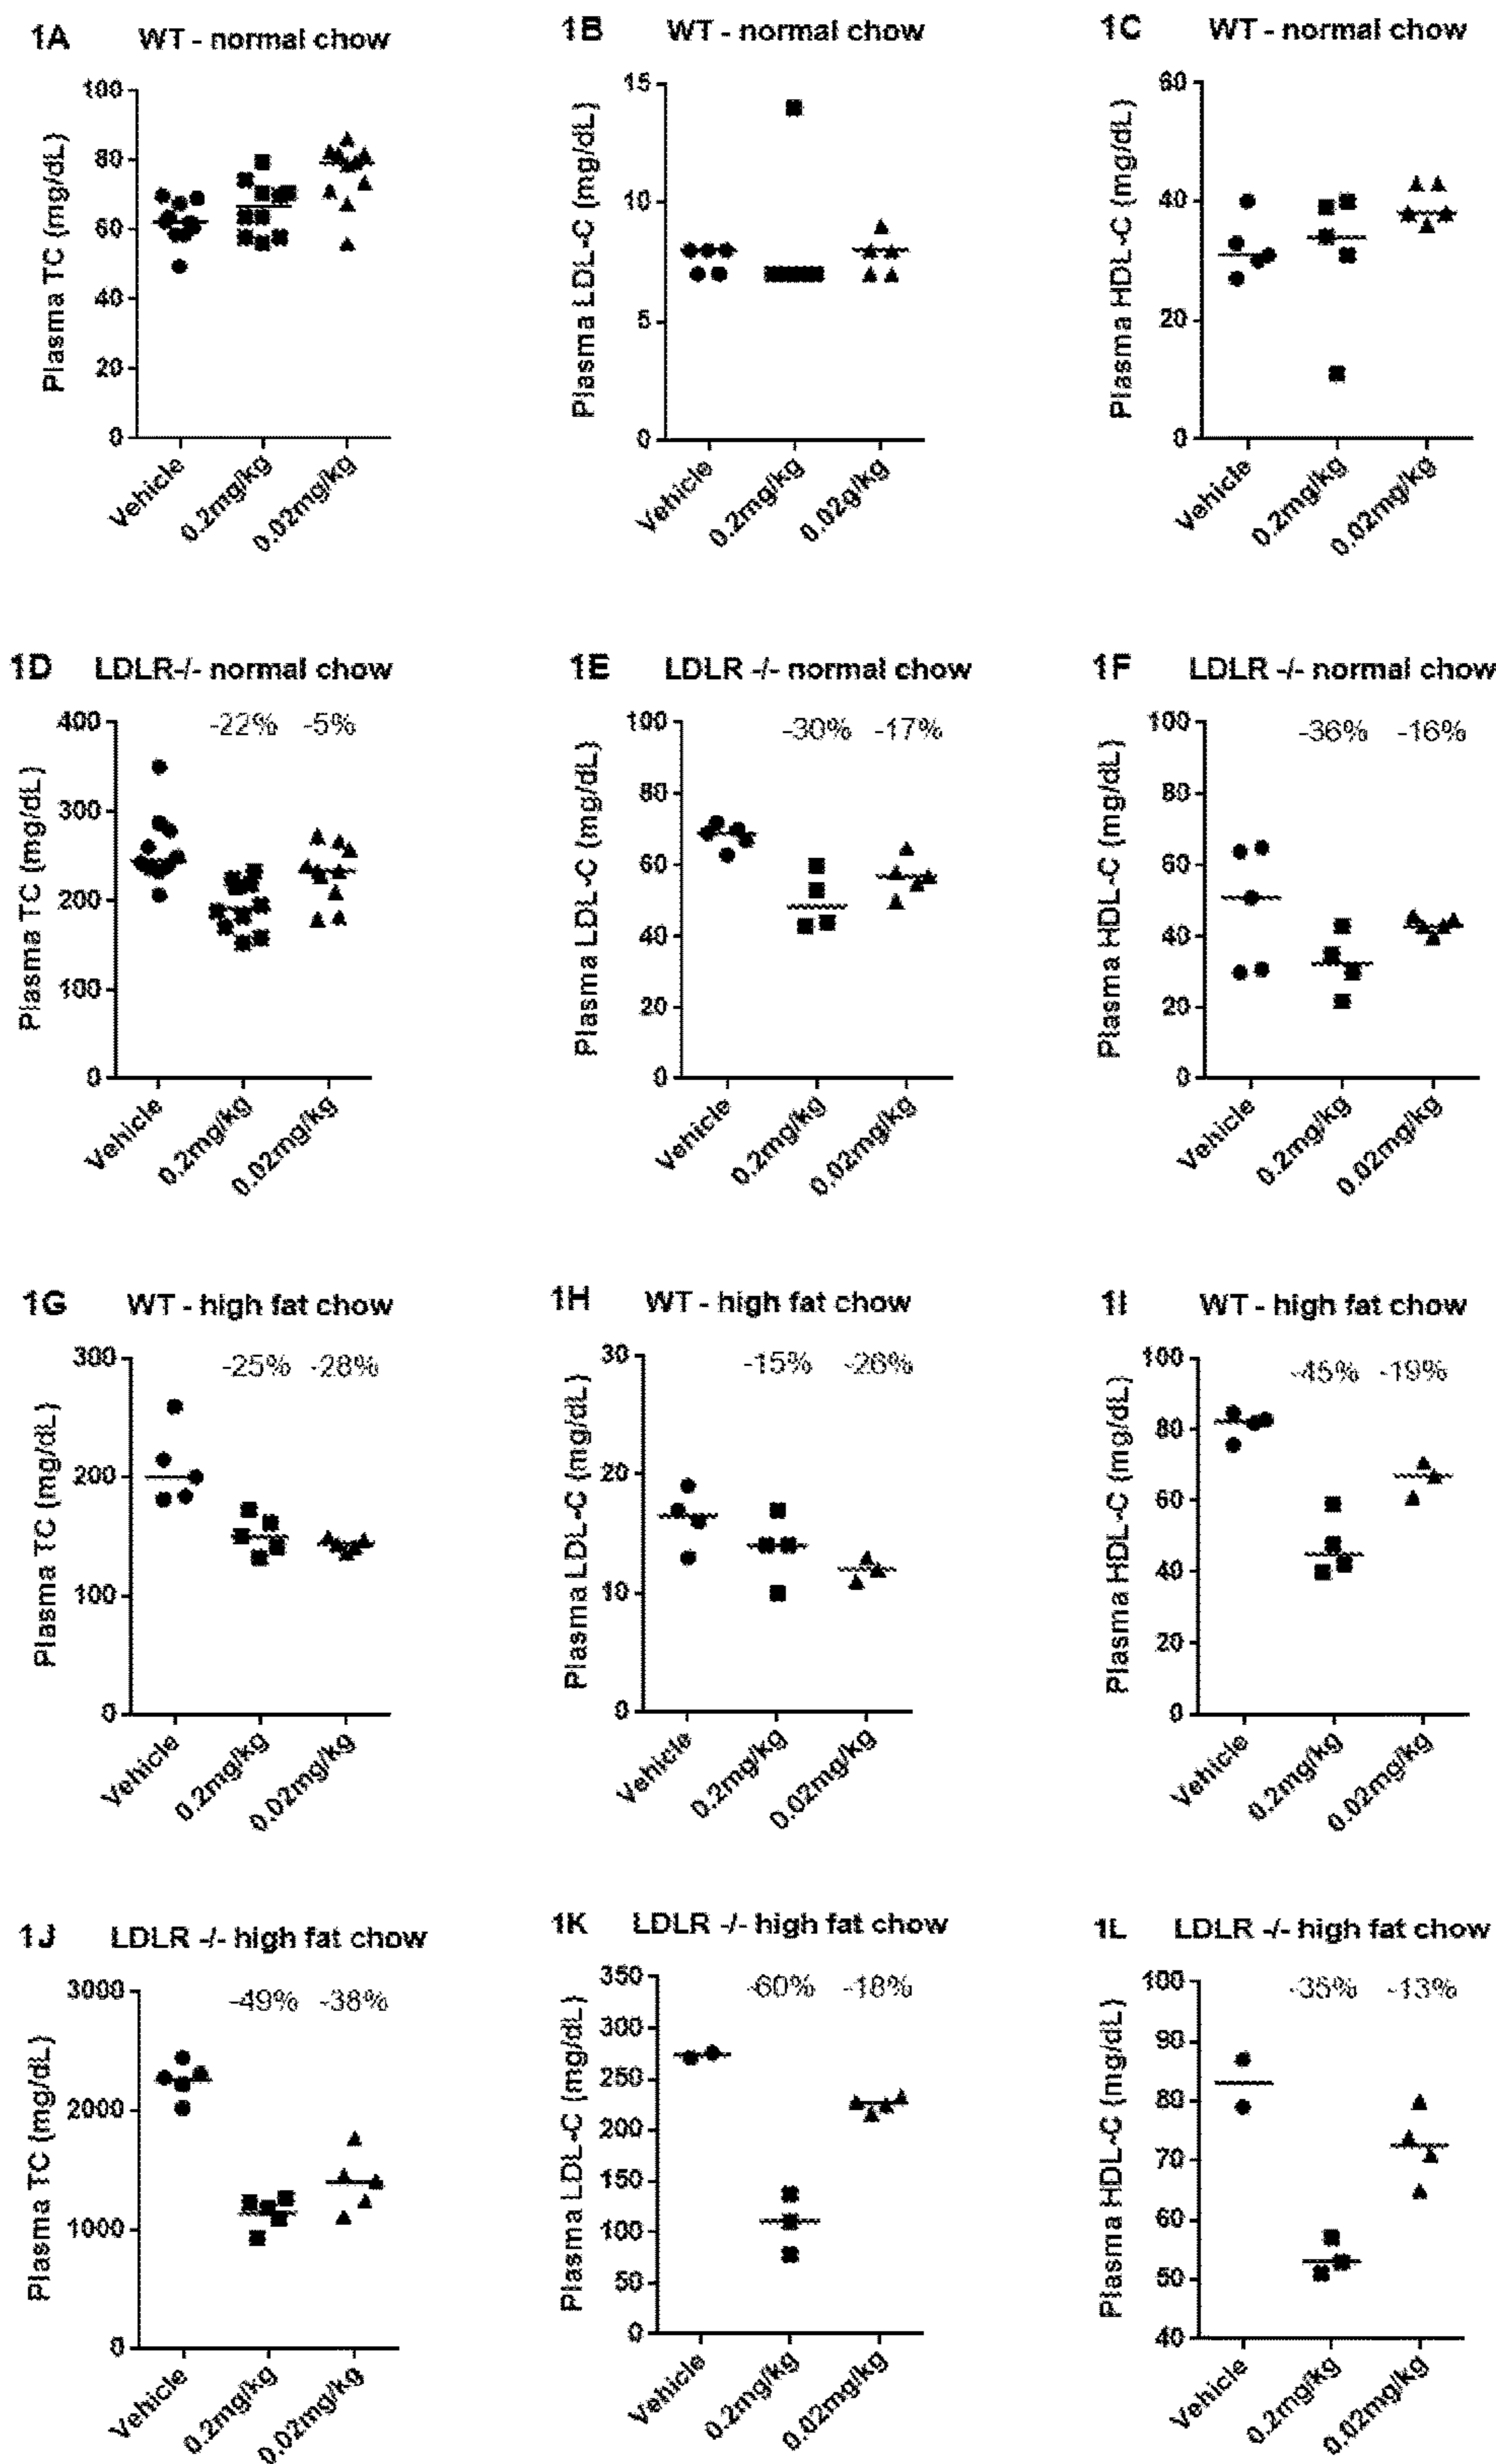 1A WT - normal chow
Plasma TC (mg/dL)
100
80
60
40
20
0
Vehicle
0.2mg/kg
0.02mg/kg
1B WT - normal chow
Plasma LDL-C (mg/dL)
15
10
5
0
Vehicle
0.2mg/kg
0.02g/kg
1C WT - normal chow
Plasma HDL-C (mg/dL)
60
40
20
0
Vehicle
0.2mg/kg
0.02mg/kg
1D LDLR-/- normal chow
-22% -5%
Plasma TC (mg/dL)
400
300
200
100
0
Vehicle
0.2mg/kg
0.02mg/kg
1E LDLR -/- normal chow
-30% -17%
Plasma LDL-C (mg/dL)
100
80
60
40
20
0
Vehicle
0.2mg/kg
0.02mg/kg
1F LDLR -/- normal chow
-36% -16%
Plasma HDL-C (mg/dL)
100
80
60
40
20
0
Vehicle
0.2mg/kg
0.02mg/kg
1G WT - high fat chow
-25% -28%
Plasma TC (mg/dL)
300
200
100
0
Vehicle
0.2mg/kg
0.02mg/kg
1H WT - high fat chow
-15% -26%
Plasma LDL-C (mg/dL)
30
20
10
0
Vehicle
0.2mg/kg
0.02mg/kg
1I WT - high fat chow
-45% -19%
Plasma HDL-C (mg/dL)
100
80
60
40
20
0
Vehicle
0.2mg/kg
0.02mg/kg
1J LDLR -/- high fat chow
-49% -38%
Plasma TC (mg/dL)
3000
2000
1000
0
Vehicle
0.2mg/kg
0.02mg/kg
1K LDLR -/- high fat chow
-60% -18%
Plasma LDL-C (mg/dL)
350
300
250
200
150
100
50
0
Vehicle
0.2mg/kg
0.02mg/kg
1L LDLR -/- high fat chow
-35% -13%
Plasma HDL-C (mg/dL)
100
90
80
70
60
50
40
Vehicle
0.2mg/kg
0.02mg/kg